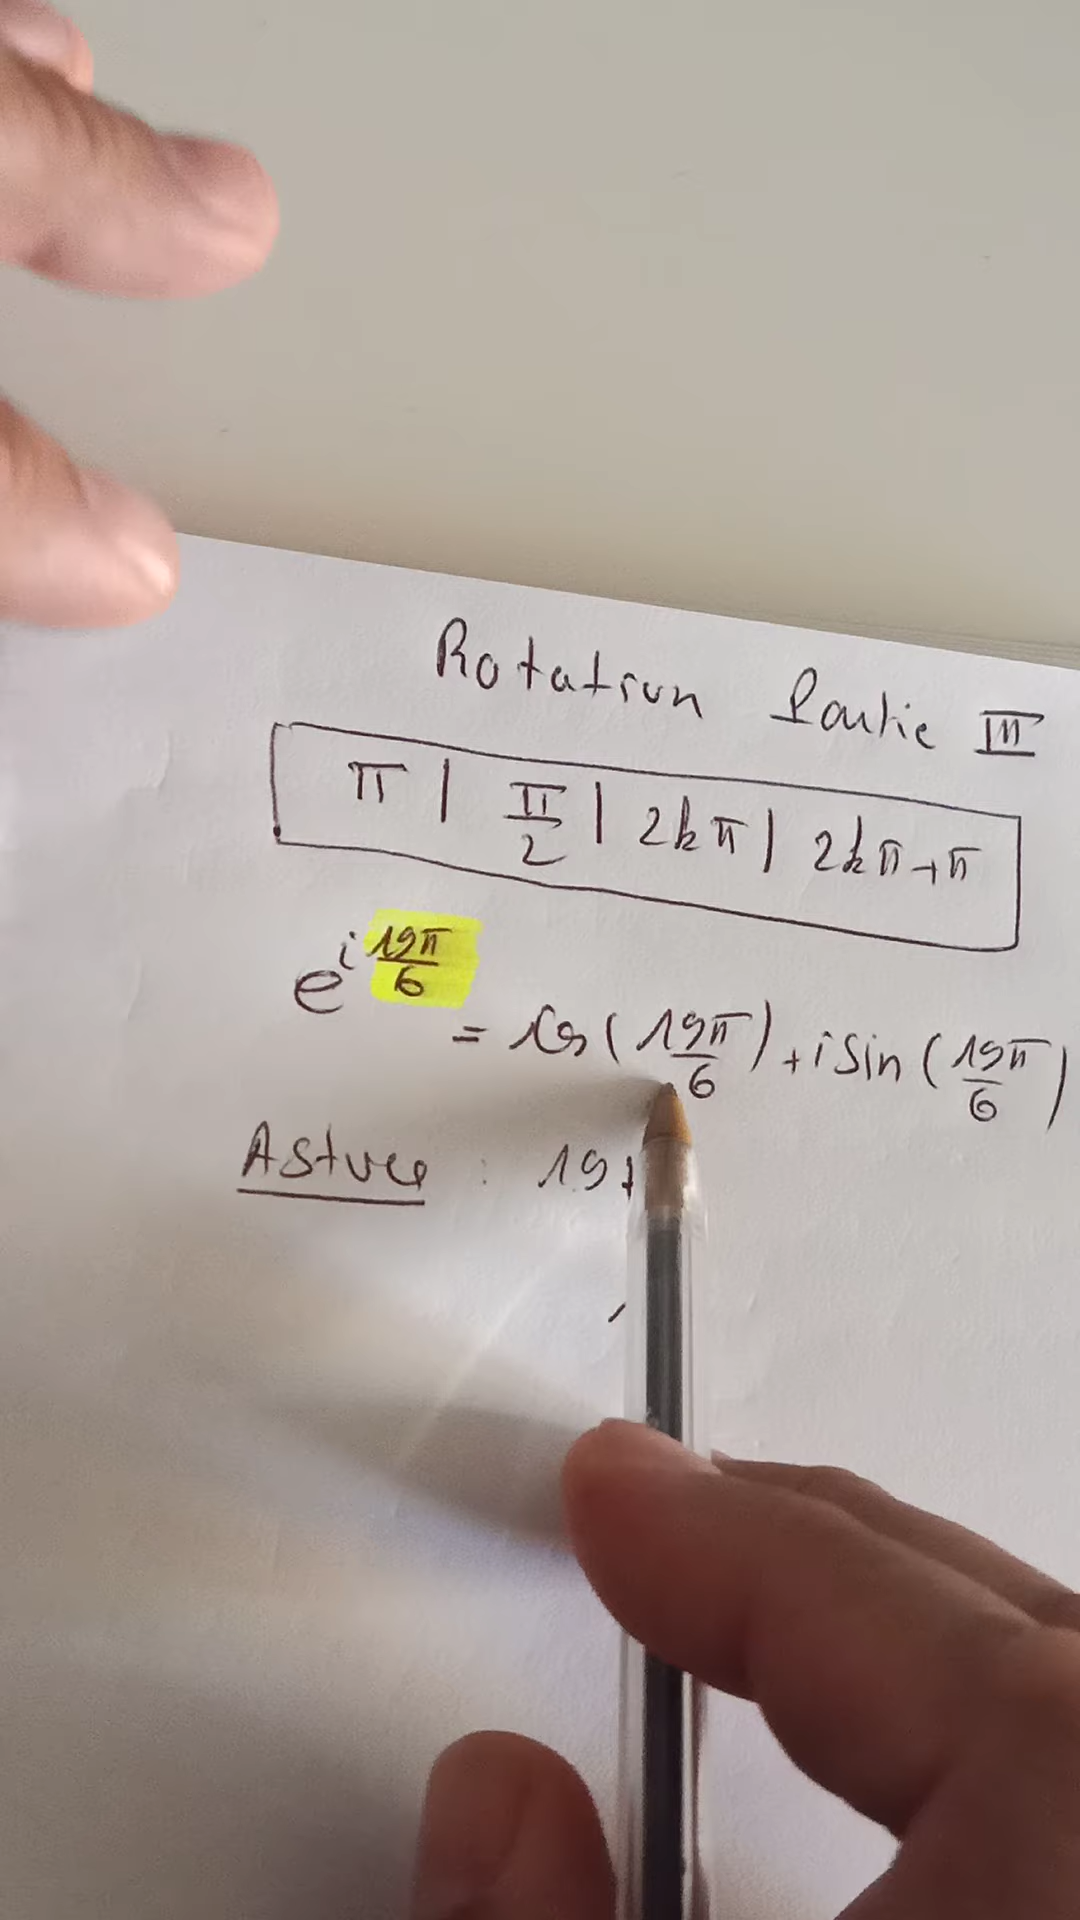 Rotation Partie III
π | π/2 | 2kπ | 2kπ+π
e^i 19π/6
= cos(19π/6) + i sin(19π/6)
Astuce : 19